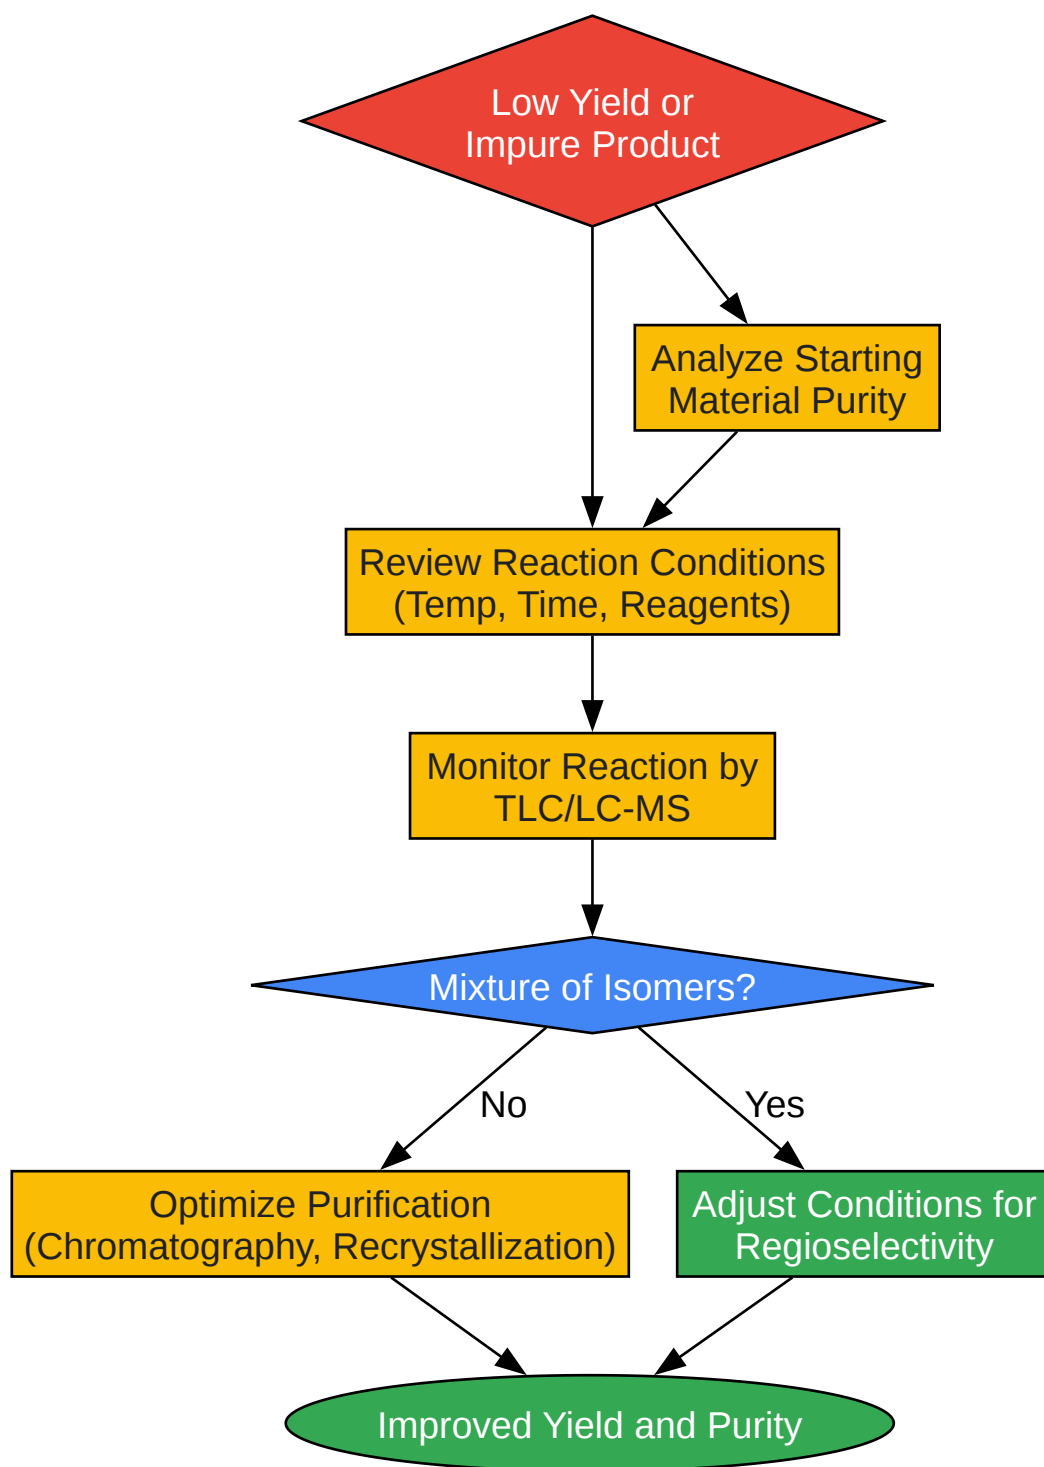 Low Yield or
Impure Product
Analyze Starting
Material Purity
Review Reaction Conditions
(Temp, Time, Reagents)
Monitor Reaction by
TLC/LC-MS
Mixture of Isomers?
No
Yes
Optimize Purification
(Chromatography, Recrystallization)
Adjust Conditions for
Regioselectivity
Improved Yield and Purity